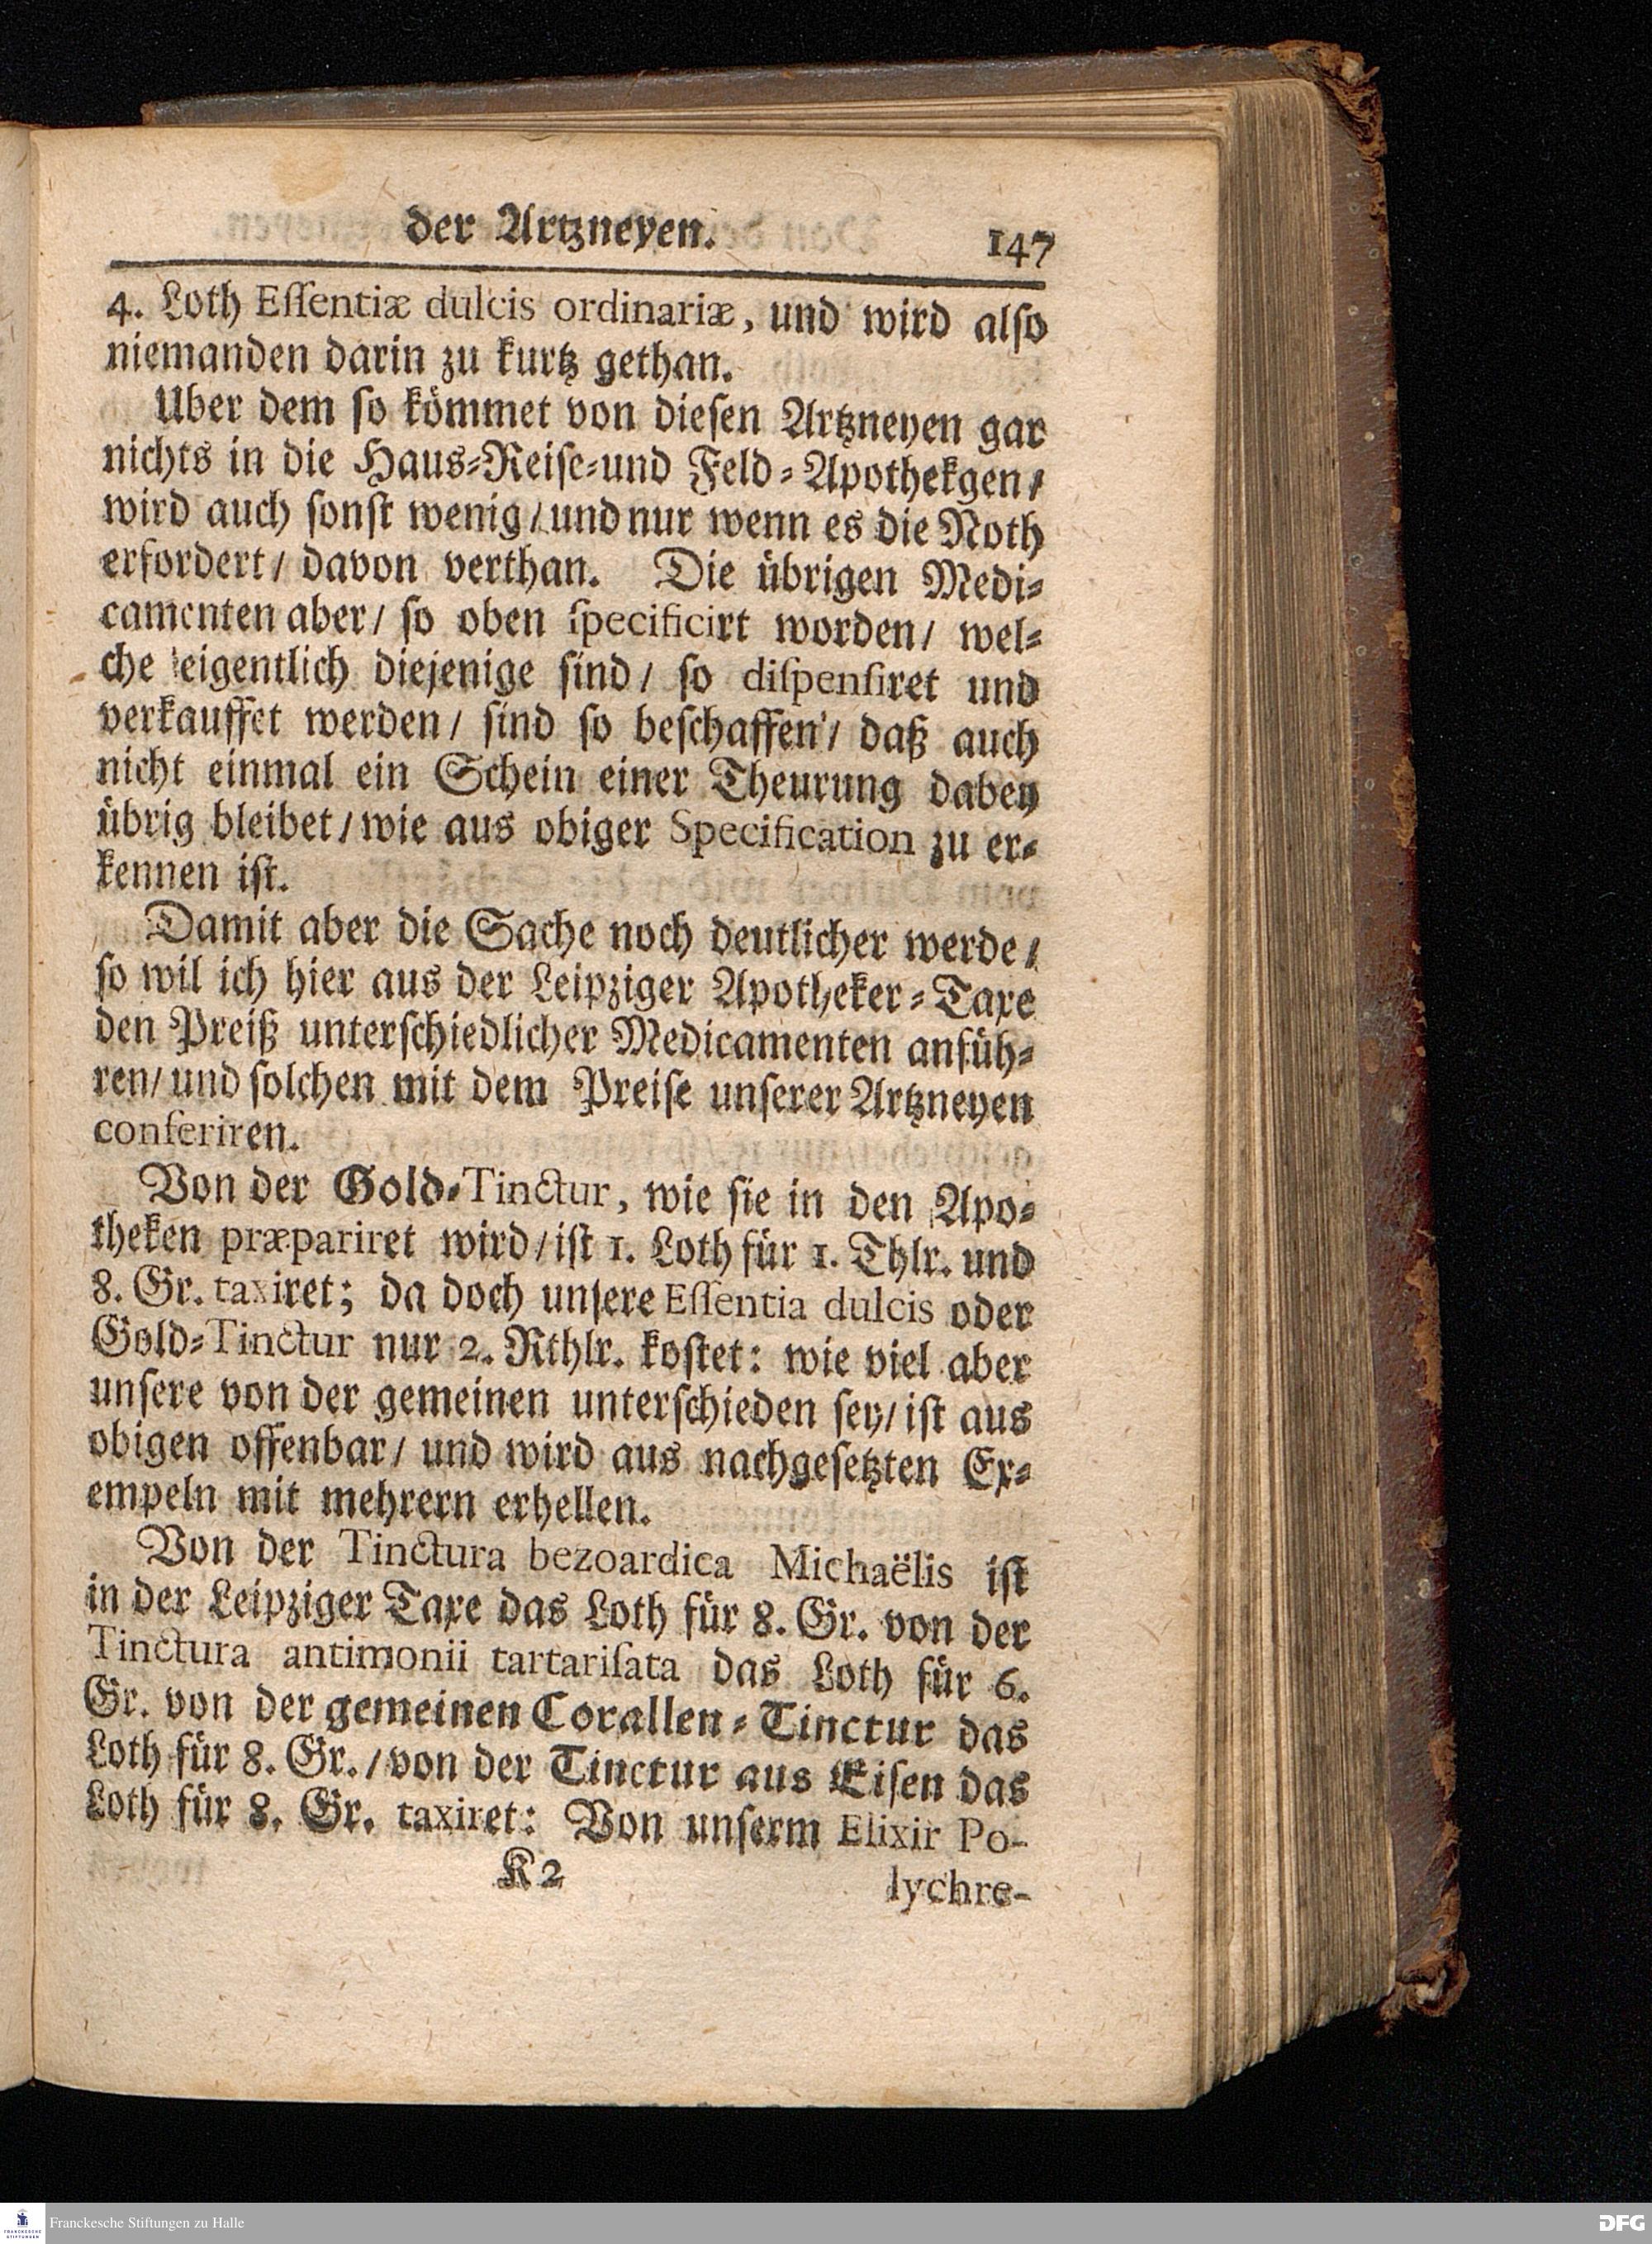 der Artzneyen. 147
4. Loth Eſſentiæ dulcis ordinariæ, und wird alſo
niemanden darin zu kurtz gethan.
Uber dem ſo kömmet von dieſen Artzneyen gar
nichts in die Haus-Reiſe-und Feld-Apothekgen/
wird auch ſonſt wenig/ und nur wenn es die Noth
erfordert/ davon verthan. Die übrigen Medi-
camenten aber/ ſo oben ſpecificirt worden/ wel-
che eigentlich diejenige ſind/ ſo diſpenſiret und
verkauffet werden/ ſind ſo beſchaffen/ daß auch
nicht einmal ein Schein einer Theurung dabey
übrig bleibet/ wie aus obiger Specification zu er-
kennen iſt.
Damit aber die Sache noch deutlicher werde/
ſo wil ich hier aus der Leipziger Apotheker-Taxe
den Preiß unterſchiedlicher Medicamenten anfüh-
ren/ und ſolchen mit dem Preiſe unſerer Artzneyen
conferiren.
Von der Gold-Tinctur, wie ſie in den Apo-
theken præpariret wird/ iſt 1. Loth für 1. Thlr. und
8. Gr. taxiret; da doch unſere Eſſentia dulcis oder
Gold-Tinctur nur 2. Rthlr. koſtet: wie viel aber
unſere von der gemeinen unterſchieden ſey/ iſt aus
obigen offenbar/ und wird aus nachgeſetzten Ex-
empeln mit mehrern erhellen.
Von der Tinctura bezoardica Michaëlis iſt
in der Leipziger Taxe das Loth für 8. Gr. von der
Tinctura antimonii tartariſata das Loth für 6.
Gr. von der gemeinen Corallen-Tinctur das
Loth für 8. Gr./ von der Tinctur aus Eiſen das
Loth für 8. Gr. taxiret: Von unſerm Elixir Po-
K 2 lychre-
FRANCKESCHE STIFTUNGEN
Franckesche Stiftungen zu Halle
DFG